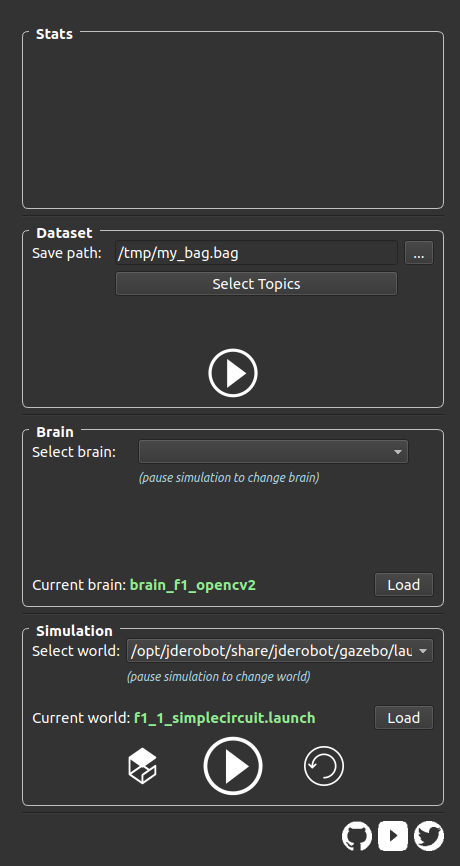 Stats
Dataset
Save path: /tmp/my_bag.bag ...
Select Topics
Brain
Select brain:
(pause simulation to change brain)
Current brain: brain_f1_opencv2 Load
Simulation
Select world: /opt/jderobot/share/jderobot/gazebo/lau
(pause simulation to change world)
Current world: f1_1_simplecircuit.launch Load